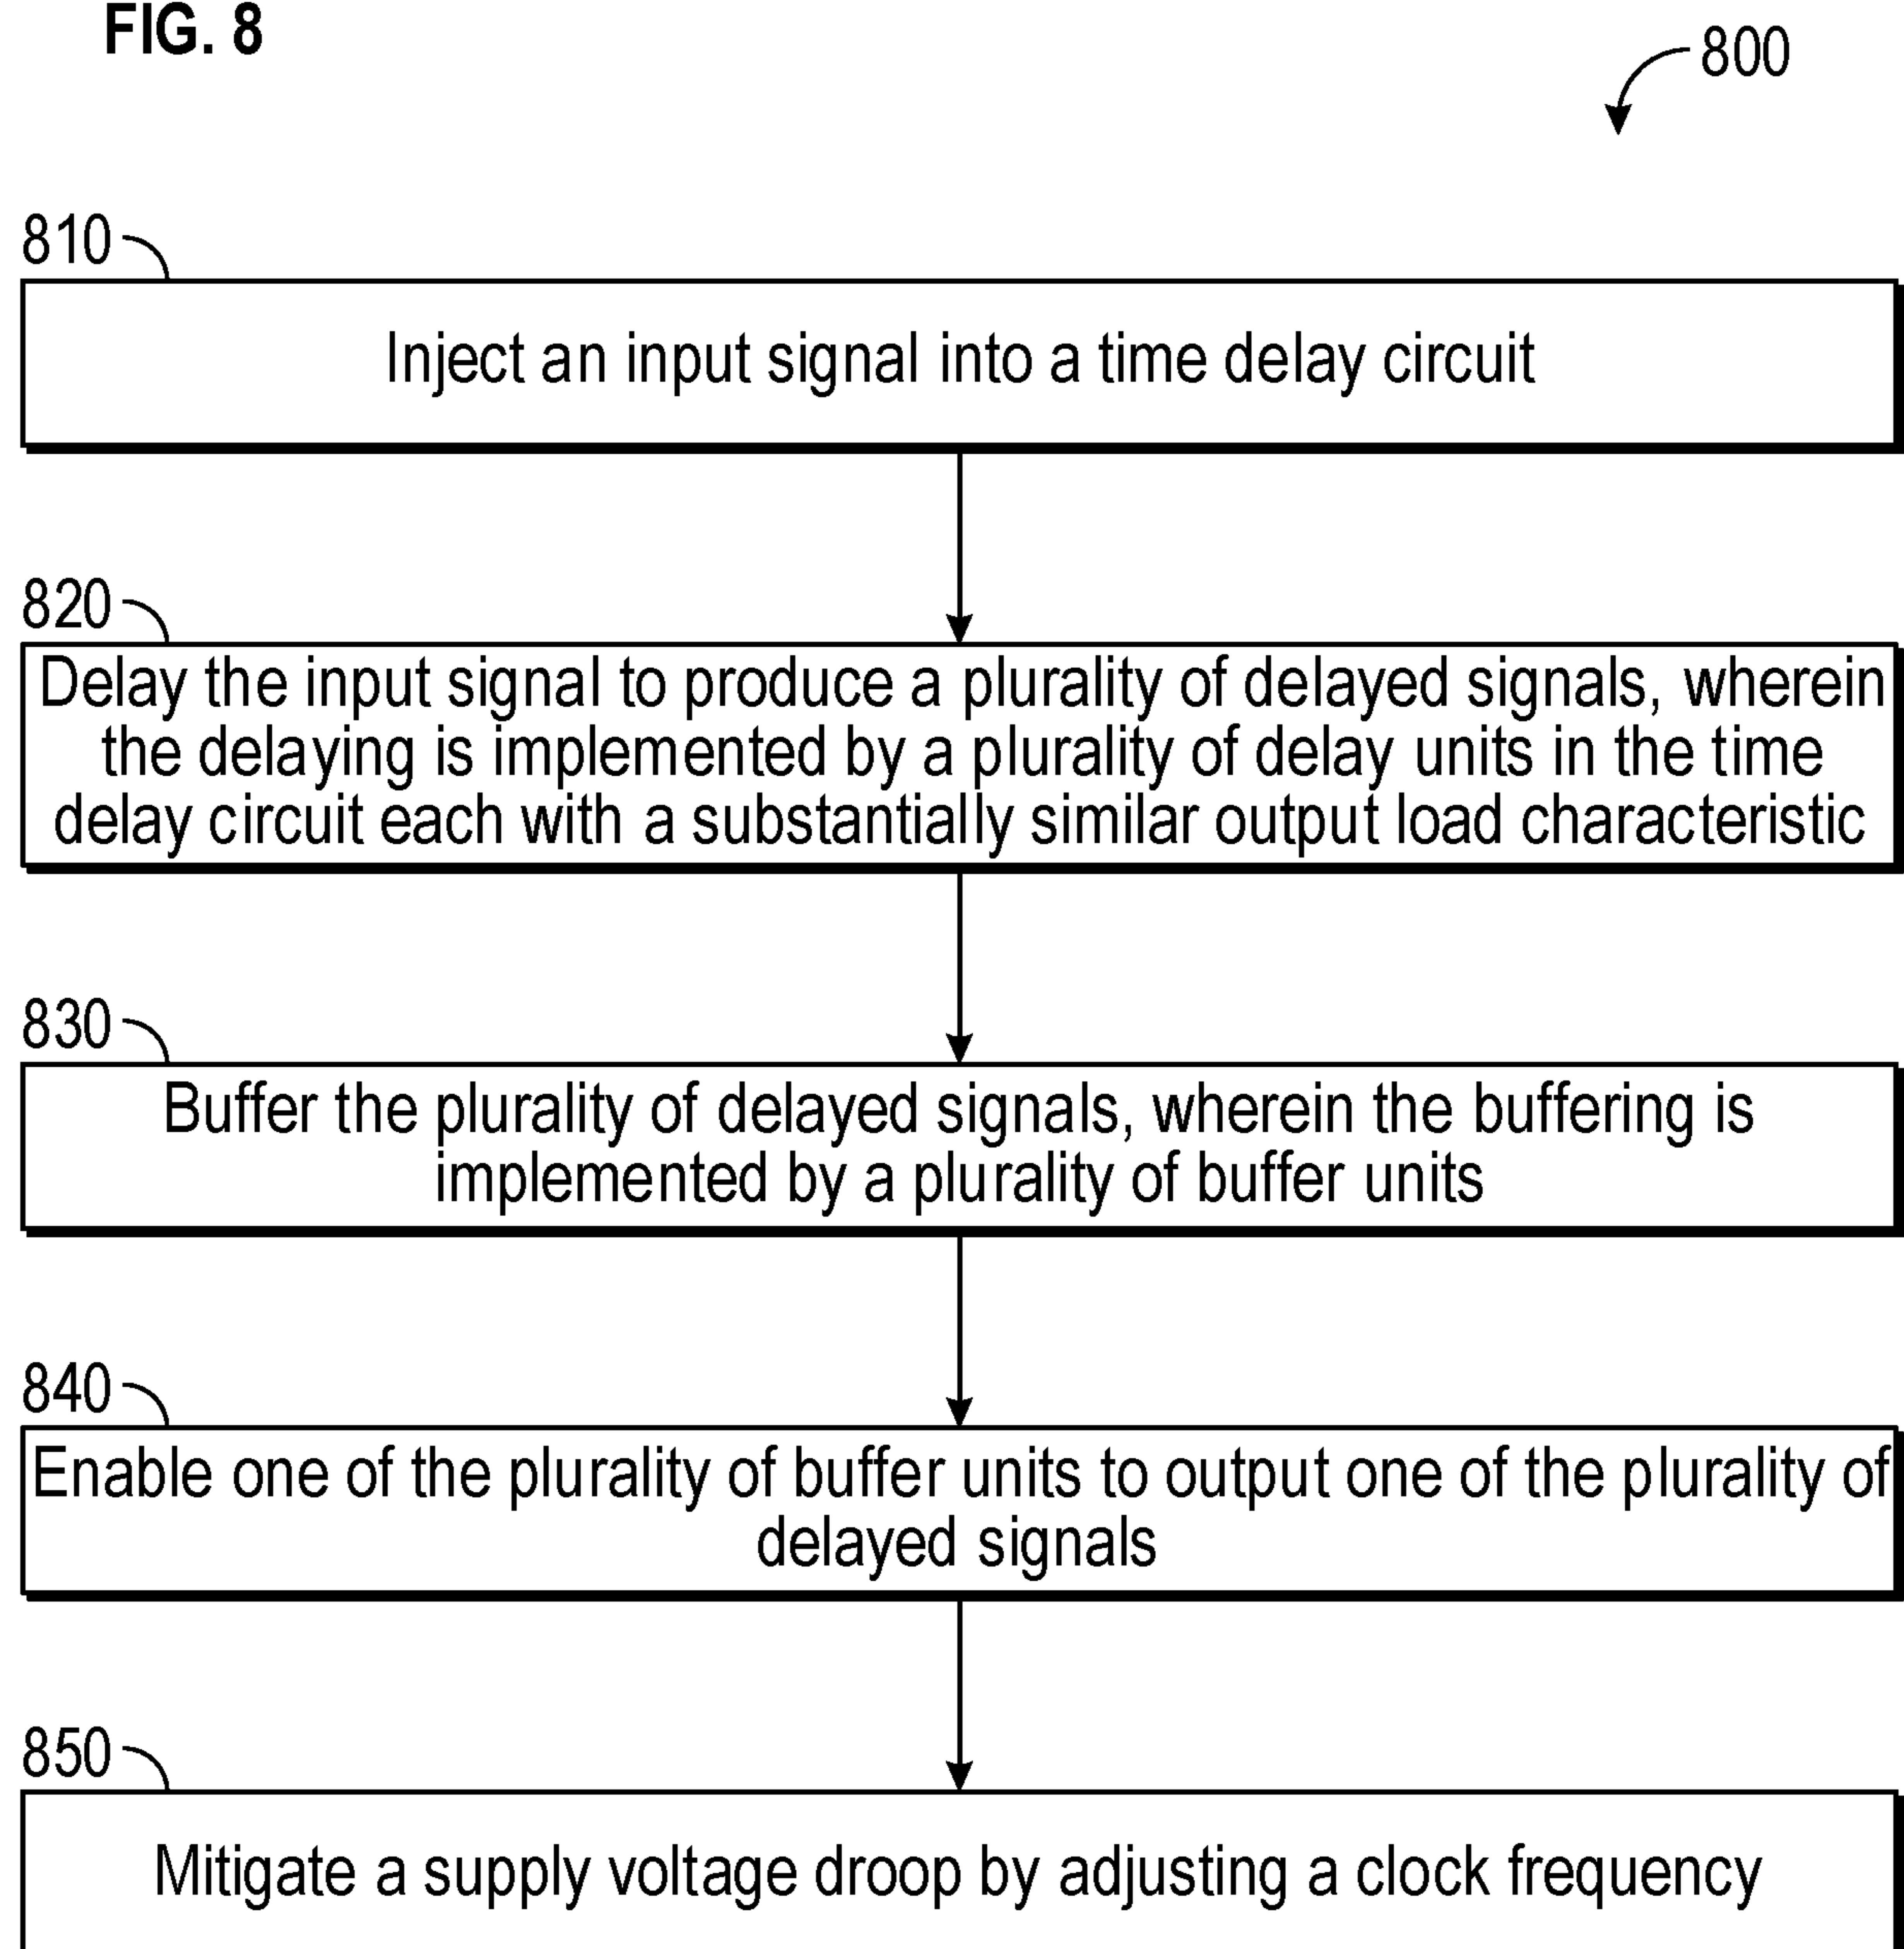 FIG. 8
800
810
Inject an input signal into a time delay circuit
820
Delay the input signal to produce a plurality of delayed signals, wherein
the delaying is implemented by a plurality of delay units in the time
delay circuit each with a substantially similar output load characteristic
830
Buffer the plurality of delayed signals, wherein the buffering is
implemented by a plurality of buffer units
840
Enable one of the plurality of buffer units to output one of the plurality of
delayed signals
850
Mitigate a supply voltage droop by adjusting a clock frequency